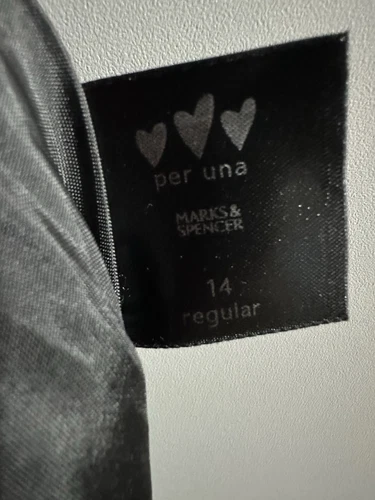 per una
MARKS &
SPENCER
14
regular